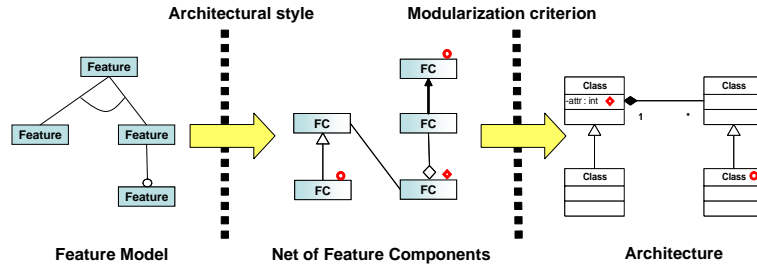 Architectural style
Modularization criterion
Feature
Feature
Feature
Feature
FC
FC
FC
FC
FC
Class
-attr : int
1
*
Class
Class
Class
Feature Model
Net of Feature Components
Architecture